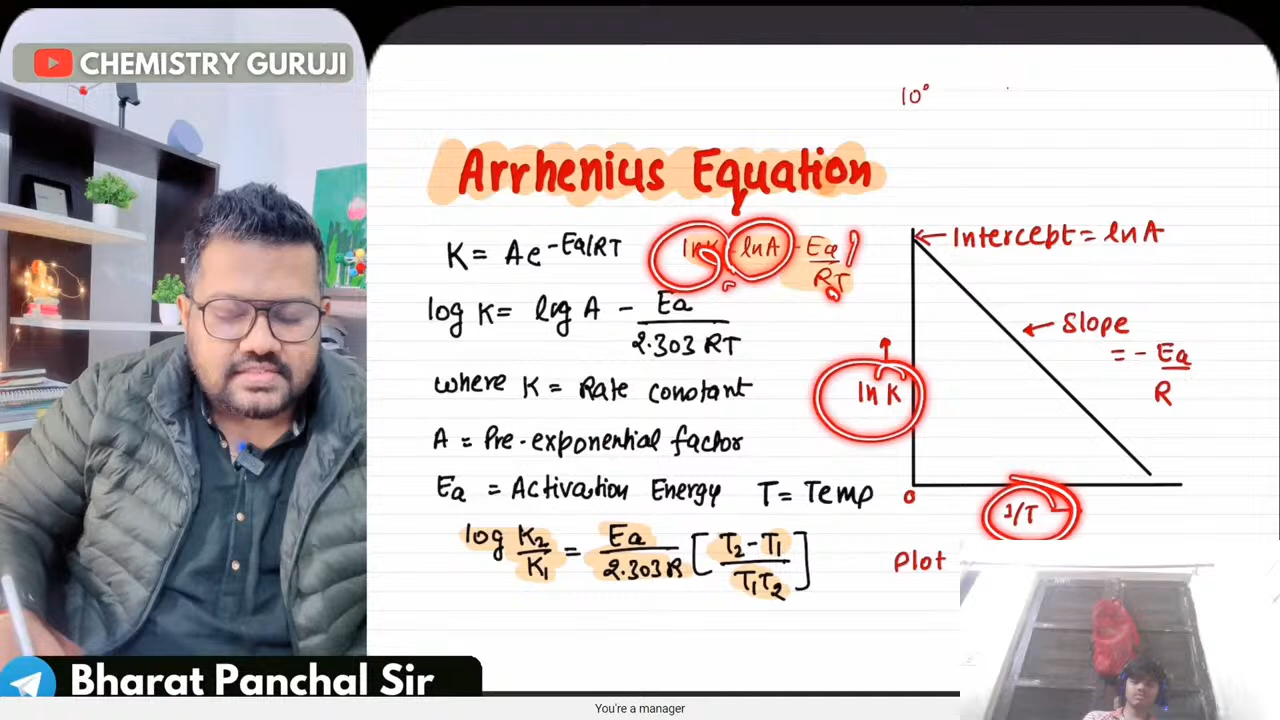 CHEMISTRY GURUJI
10°
Arrhenius Equation
K = Ae^-Ea/RT lnK = lnA - Ea/RT
Intercept = ln A
log K = log A - Ea/2.303 RT
Slope
= - Ea/R
where K = Rate constant
ln K
A = Pre-exponential factor
Ea = Activation Energy T = Temp
0
1/T
log K2/K1 = Ea/2.303R [T2 - T1/T1T2]
Plot
Bharat Panchal Sir
You're a manager